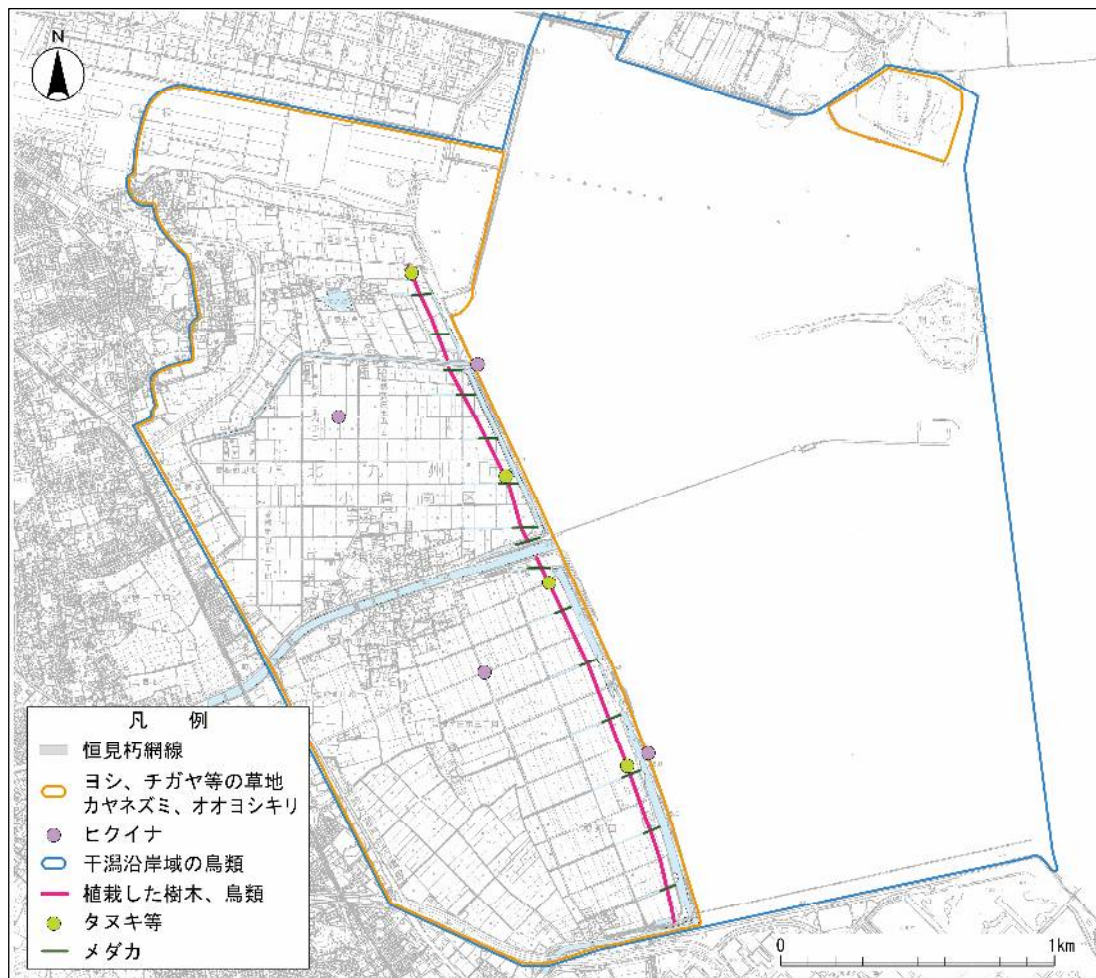 N
北九州
小倉南区
凡 例
恒見朽網線
ヨシ、チガヤ等の草地
カヤネズミ、オオヨシキリ
ヒクイナ
干潟沿岸域の鳥類
植栽した樹木、鳥類
タヌキ等
メダカ
0 1km